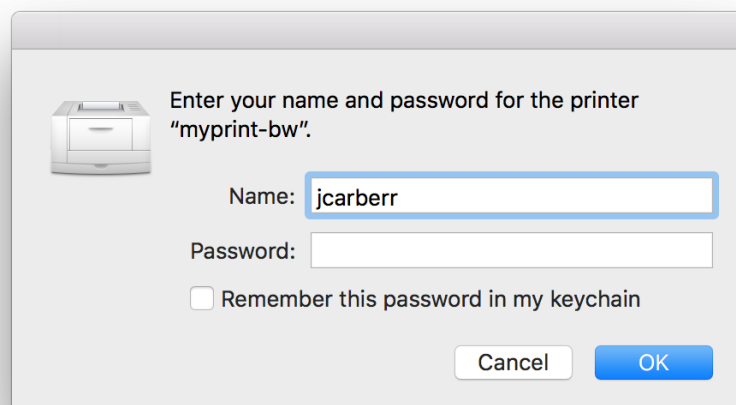 Enter your name and password for the printer
“myprint-bw”.
Name: jcarberr
Password:
Remember this password in my keychain
Cancel OK